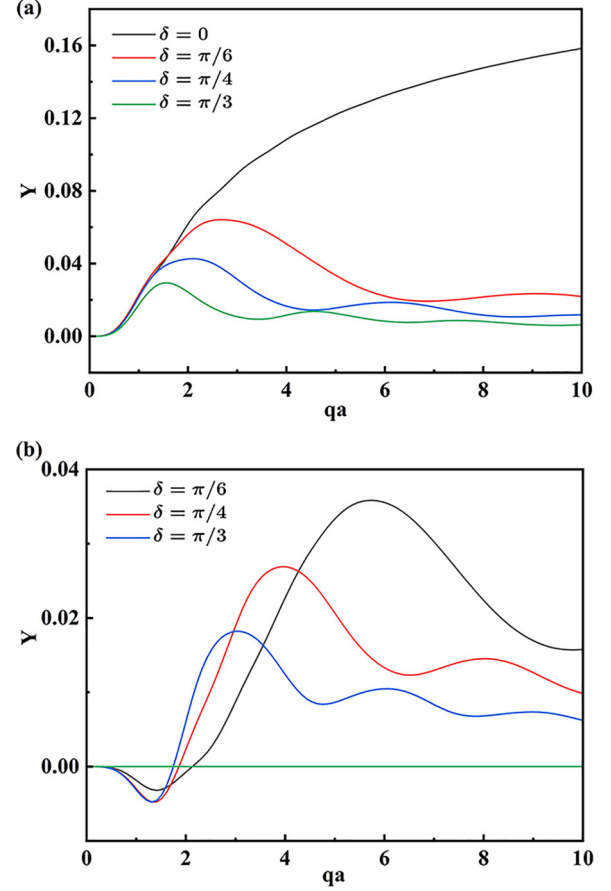 (a)
0.16
0.12
0.08
0.04
0.00
Y
δ = 0
δ = π/6
δ = π/4
δ = π/3
0 2 4 6 8 10
qa
(b)
0.04
0.02
0.00
Y
δ = π/6
δ = π/4
δ = π/3
0 2 4 6 8 10
qa